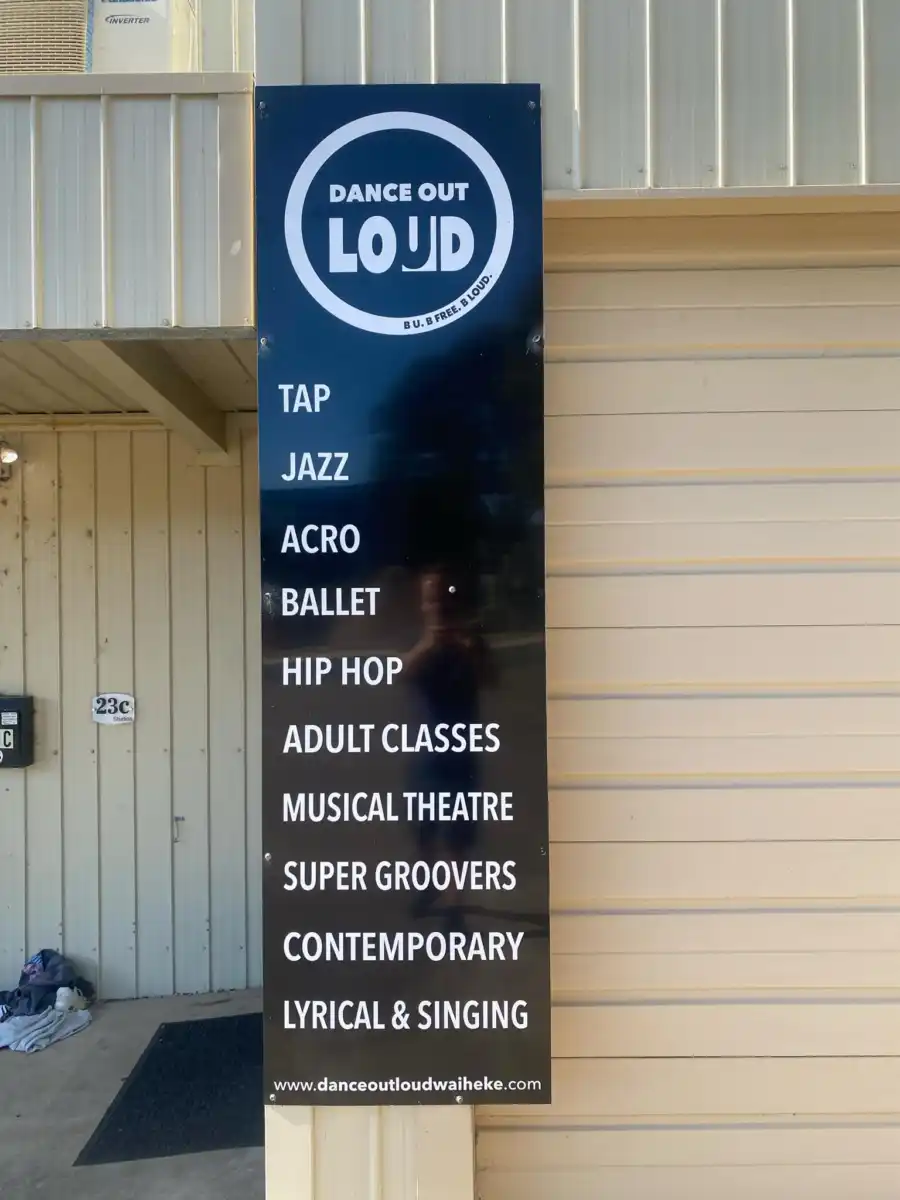 INVERTER
DANCE OUT
LOUD
B U. B FREE. B LOUD.
TAP
JAZZ
ACRO
BALLET
HIP HOP
23c
Studios
C
ADULT CLASSES
MUSICAL THEATRE
SUPER GROOVERS
CONTEMPORARY
LYRICAL & SINGING
www.danceoutloudwaiheke.com